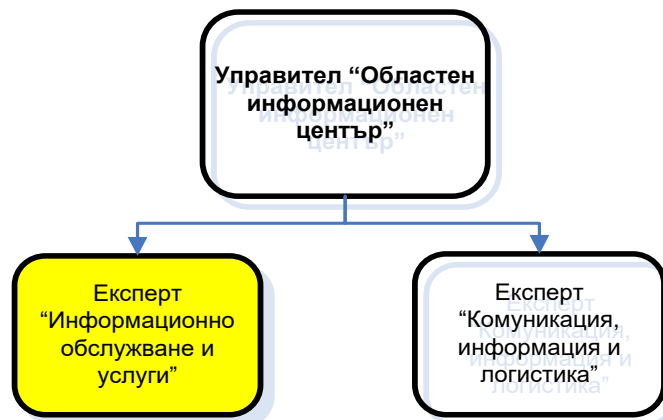 Управител “Областен
информационен
център”
Експерт
“Информационно
обслужване и
услуги”
Експерт
“Комуникация,
информация и
логистика”